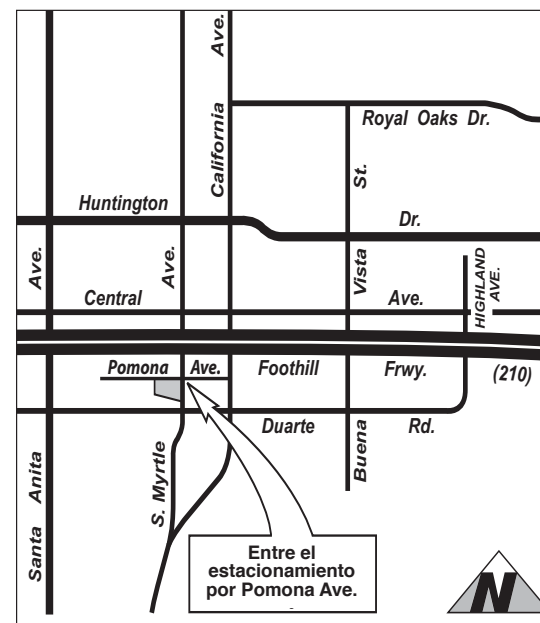 California Ave.
Royal Oaks Dr.
Huntington Dr.
Buena Vista St.
Santa Anita Ave.
S. Myrtle Ave.
Central Ave.
HIGHLAND
AVE.
Pomona Ave.
Foothill Frwy. (210)
Duarte Rd.
Entre el
estacionamiento
por Pomona Ave.
N